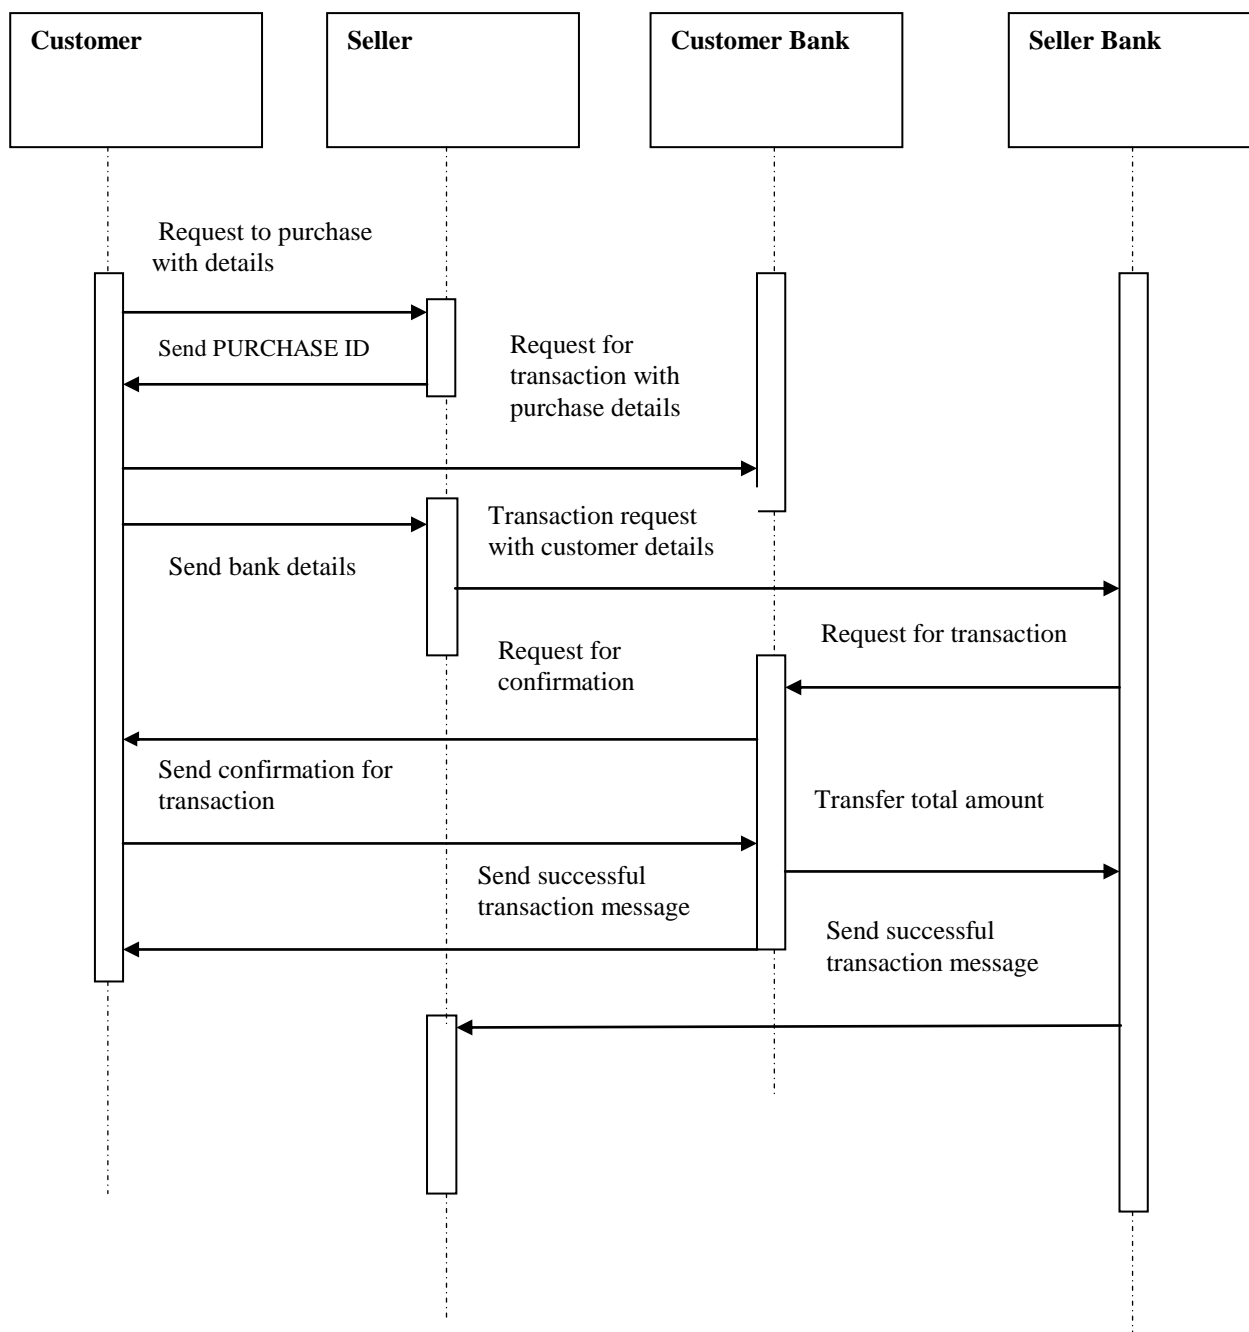 Customer
Seller
Customer Bank
Seller Bank
Request to purchase
with details
Send PURCHASE ID
Request for
transaction with
purchase details
Transaction request
with customer details
Send bank details
Request for transaction
Request for
confirmation
Send confirmation for
transaction
Transfer total amount
Send successful
transaction message
Send successful
transaction message